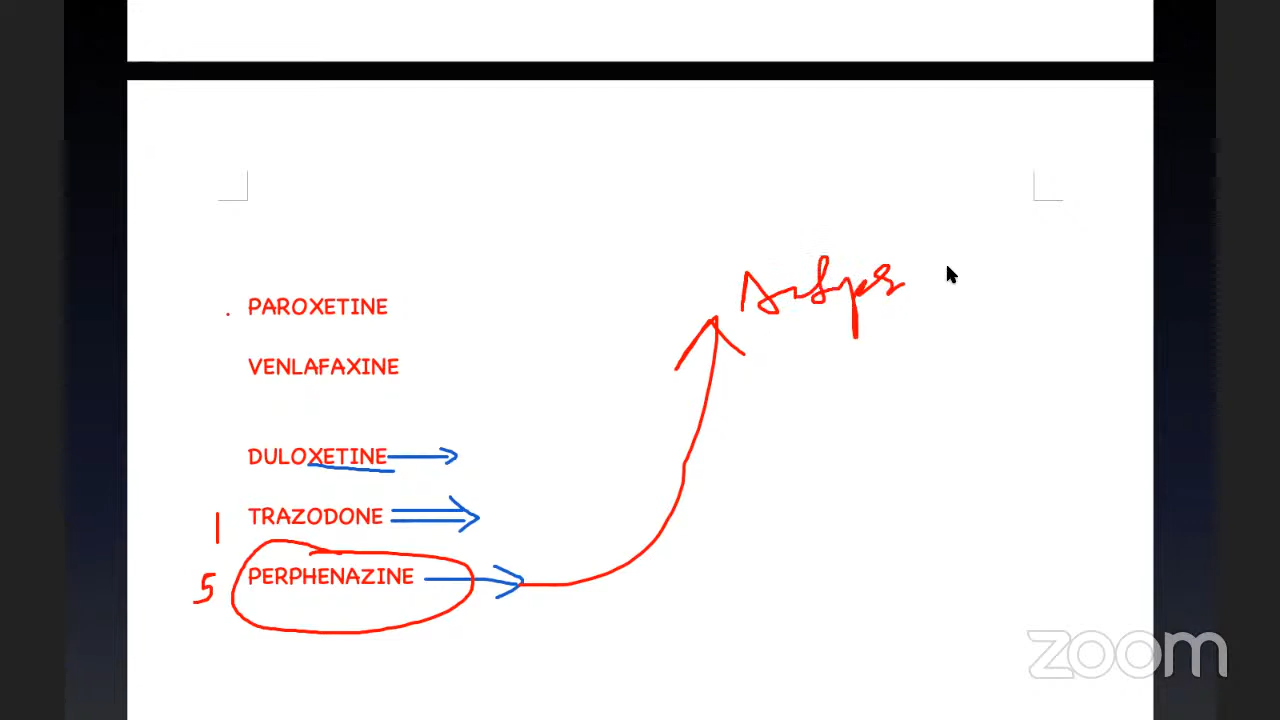 PAROXETINE
VENLAFAXINE
DULOXETINE
1 TRAZODONE
5 PERPHENAZINE
zoom